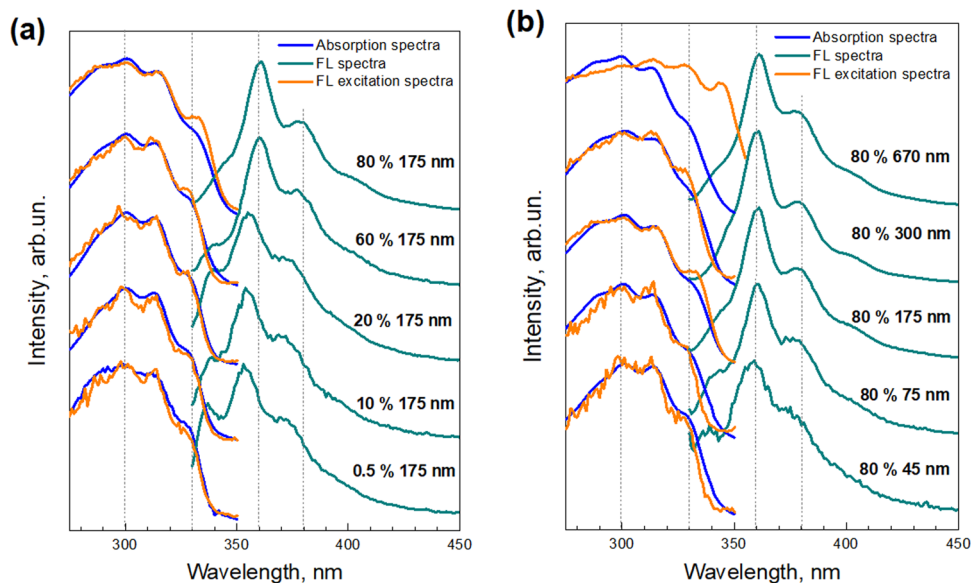 (a)
Absorption spectra
FL spectra
FL excitation spectra
80 % 175 nm
60 % 175 nm
20 % 175 nm
10 % 175 nm
0.5 % 175 nm
Intensity, arb.un.
300
350
400
450
Wavelength, nm
(b)
Absorption spectra
FL spectra
FL excitation spectra
80 % 670 nm
80 % 300 nm
80 % 175 nm
80 % 75 nm
80 % 45 nm
Intensity, arb.un.
300
350
400
450
Wavelength, nm